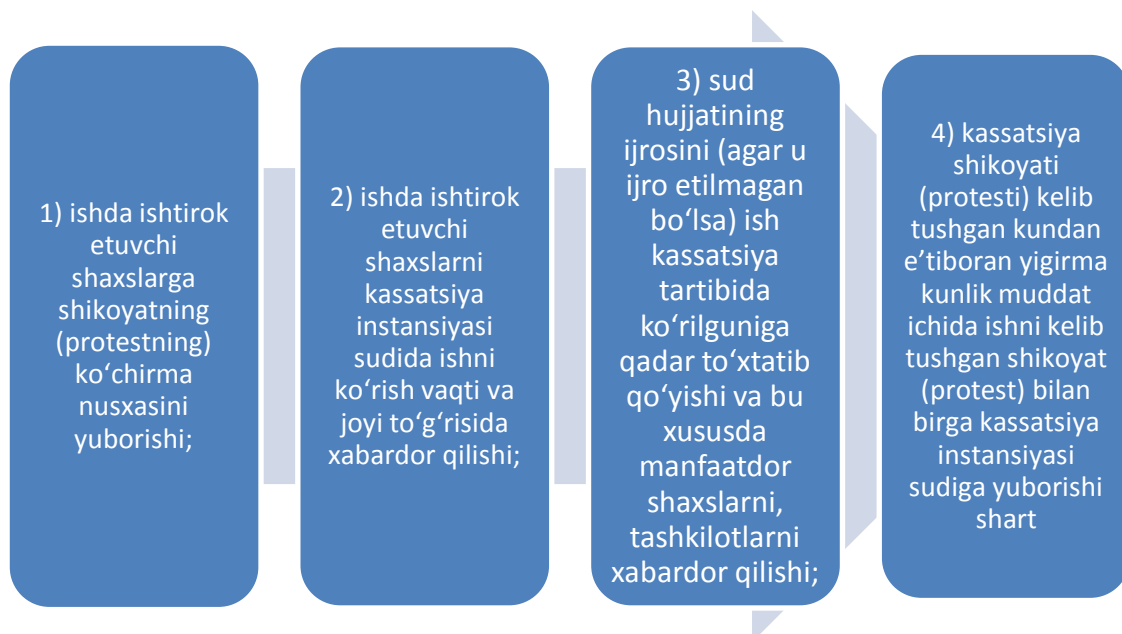 1) ishda ishtirok
etuvchi
shaxslarga
shikoyatning
(protestning)
ko‘chirma
nusxasini
yuborishi;
2) ishda ishtirok
etuvchi
shaxslarni
kassatsiya
instansiyasi
sudida ishni
ko‘rish vaqti va
joyi to‘g‘risida
xabardor qilishi;
3) sud
hujjatining
ijrosini (agar u
ijro etilmagan
bo‘lsa) ish
kassatsiya
tartibida
ko‘rilguniga
qadar to‘xtatib
qo‘yishi va bu
xususda
manfaatdor
shaxslarni,
tashkilotlarni
xabardor qilishi;
4) kassatsiya
shikoyati
(protesti) kelib
tushgan kundan
e’tiboran yigirma
kunlik muddat
ichida ishni kelib
tushgan shikoyat
(protest) bilan
birga kassatsiya
instansiyasi
sudiga yuborishi
shart